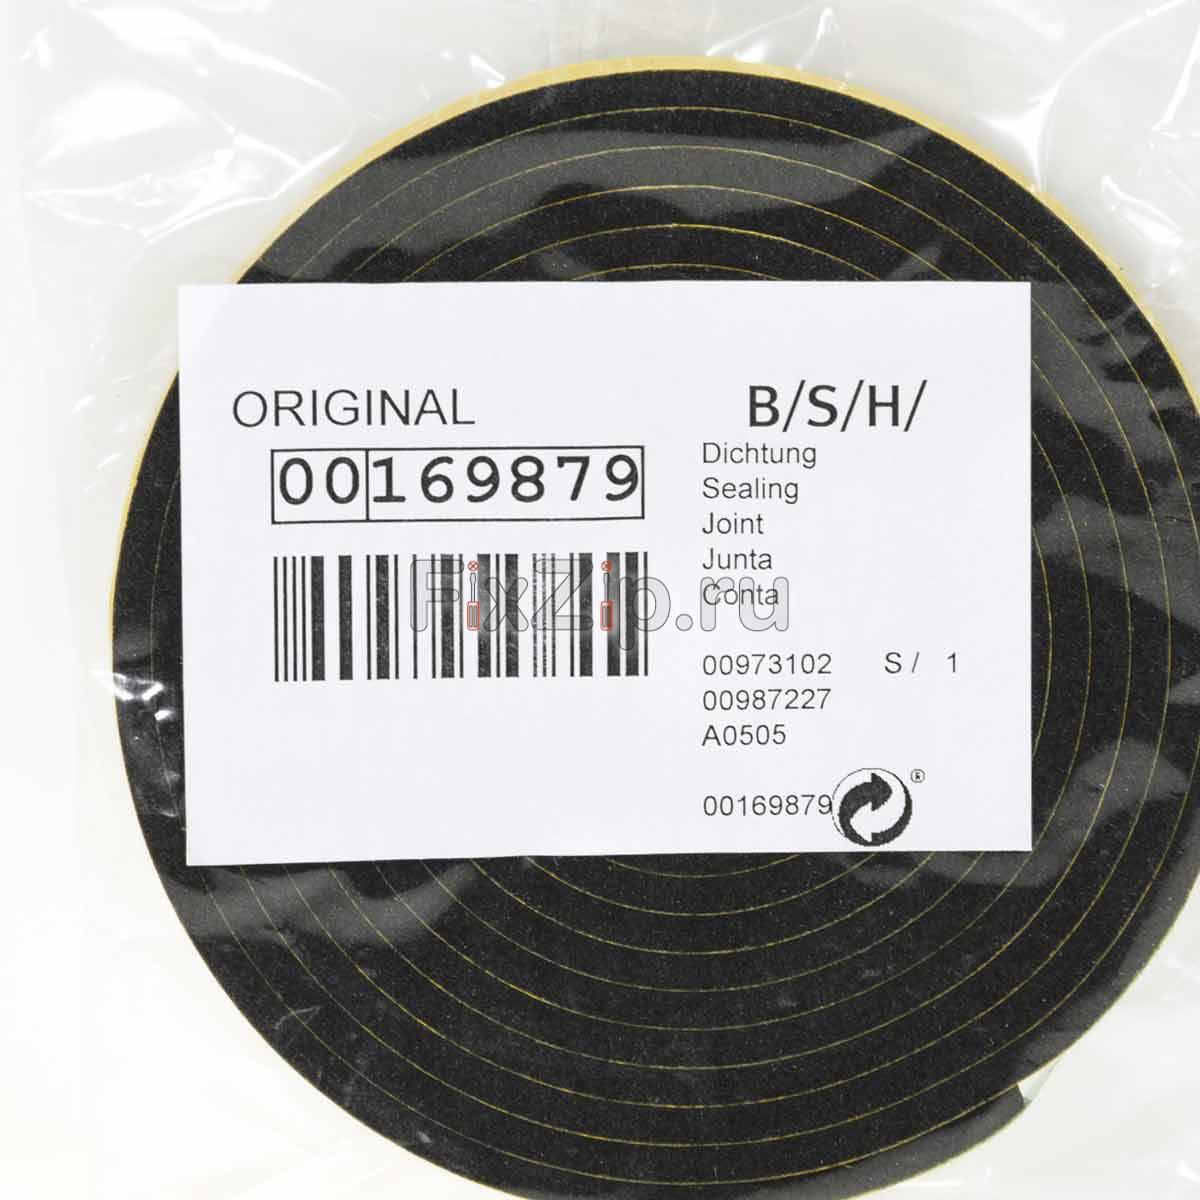 ORIGINAL
B/S/H/
00169879
Dichtung
Sealing
Joint
Junta
Conta
FixZip.ru
00973102 S/ 1
00987227
A0505
00169879
®